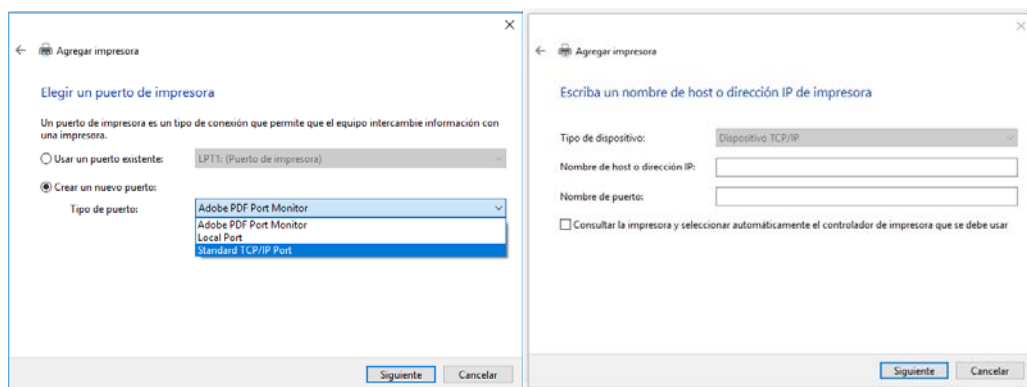 Agregar impresora
Elegir un puerto de impresora
Un puerto de impresora es un tipo de conexión que permite que el equipo intercambie información con
una impresora.
Usar un puerto existente:
LPT1: (Puerto de impresora)
Crear un nuevo puerto:
Tipo de puerto:
Adobe PDF Port Monitor
Adobe PDF Port Monitor
Local Port
Standard TCP/IP Port
Siguiente
Cancelar
Agregar impresora
Escriba un nombre de host o dirección IP de impresora
Tipo de dispositivo:
Dispositivo TCP/IP
Nombre de host o dirección IP:
Nombre de puerto:
Consultar la impresora y seleccionar automáticamente el controlador de impresora que se debe usar
Siguiente
Cancelar